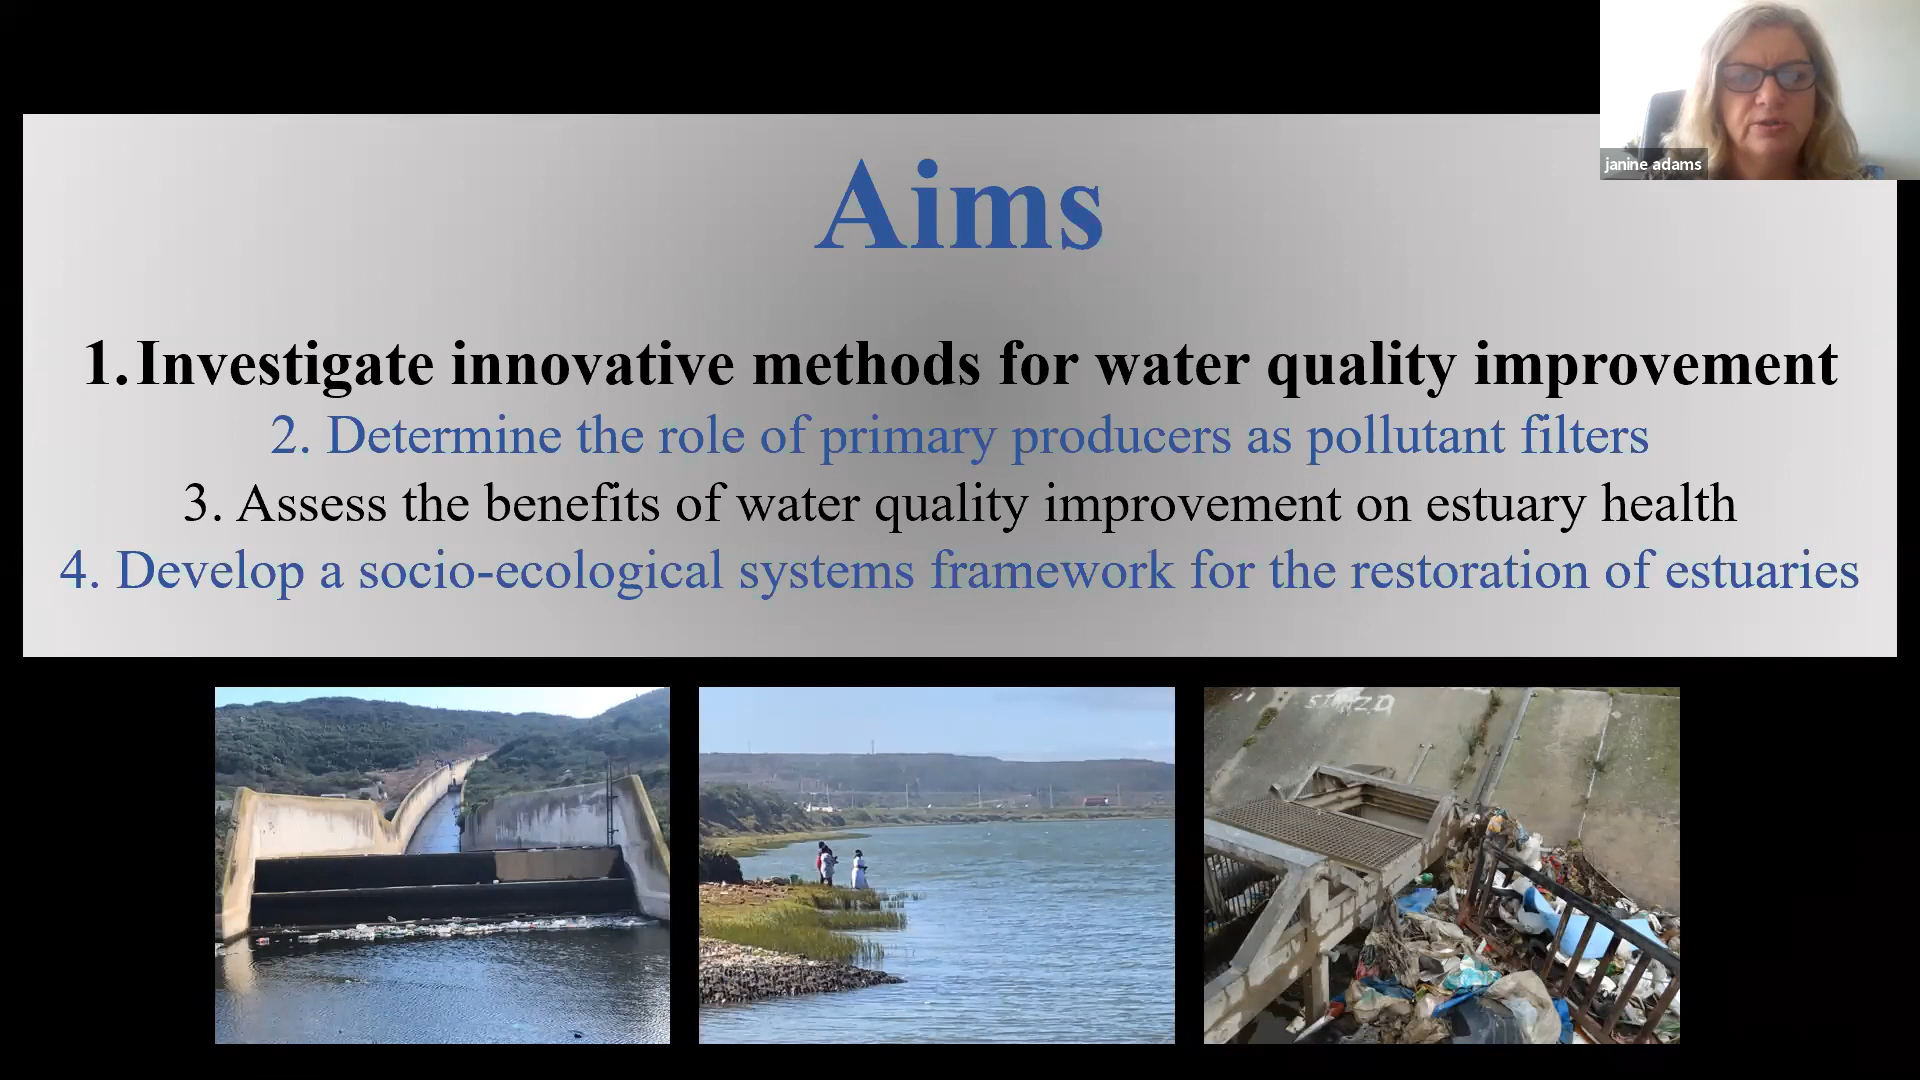 janine adams
Aims
1. Investigate innovative methods for water quality improvement
2. Determine the role of primary producers as pollutant filters
3. Assess the benefits of water quality improvement on estuary health
4. Develop a socio-ecological systems framework for the restoration of estuaries